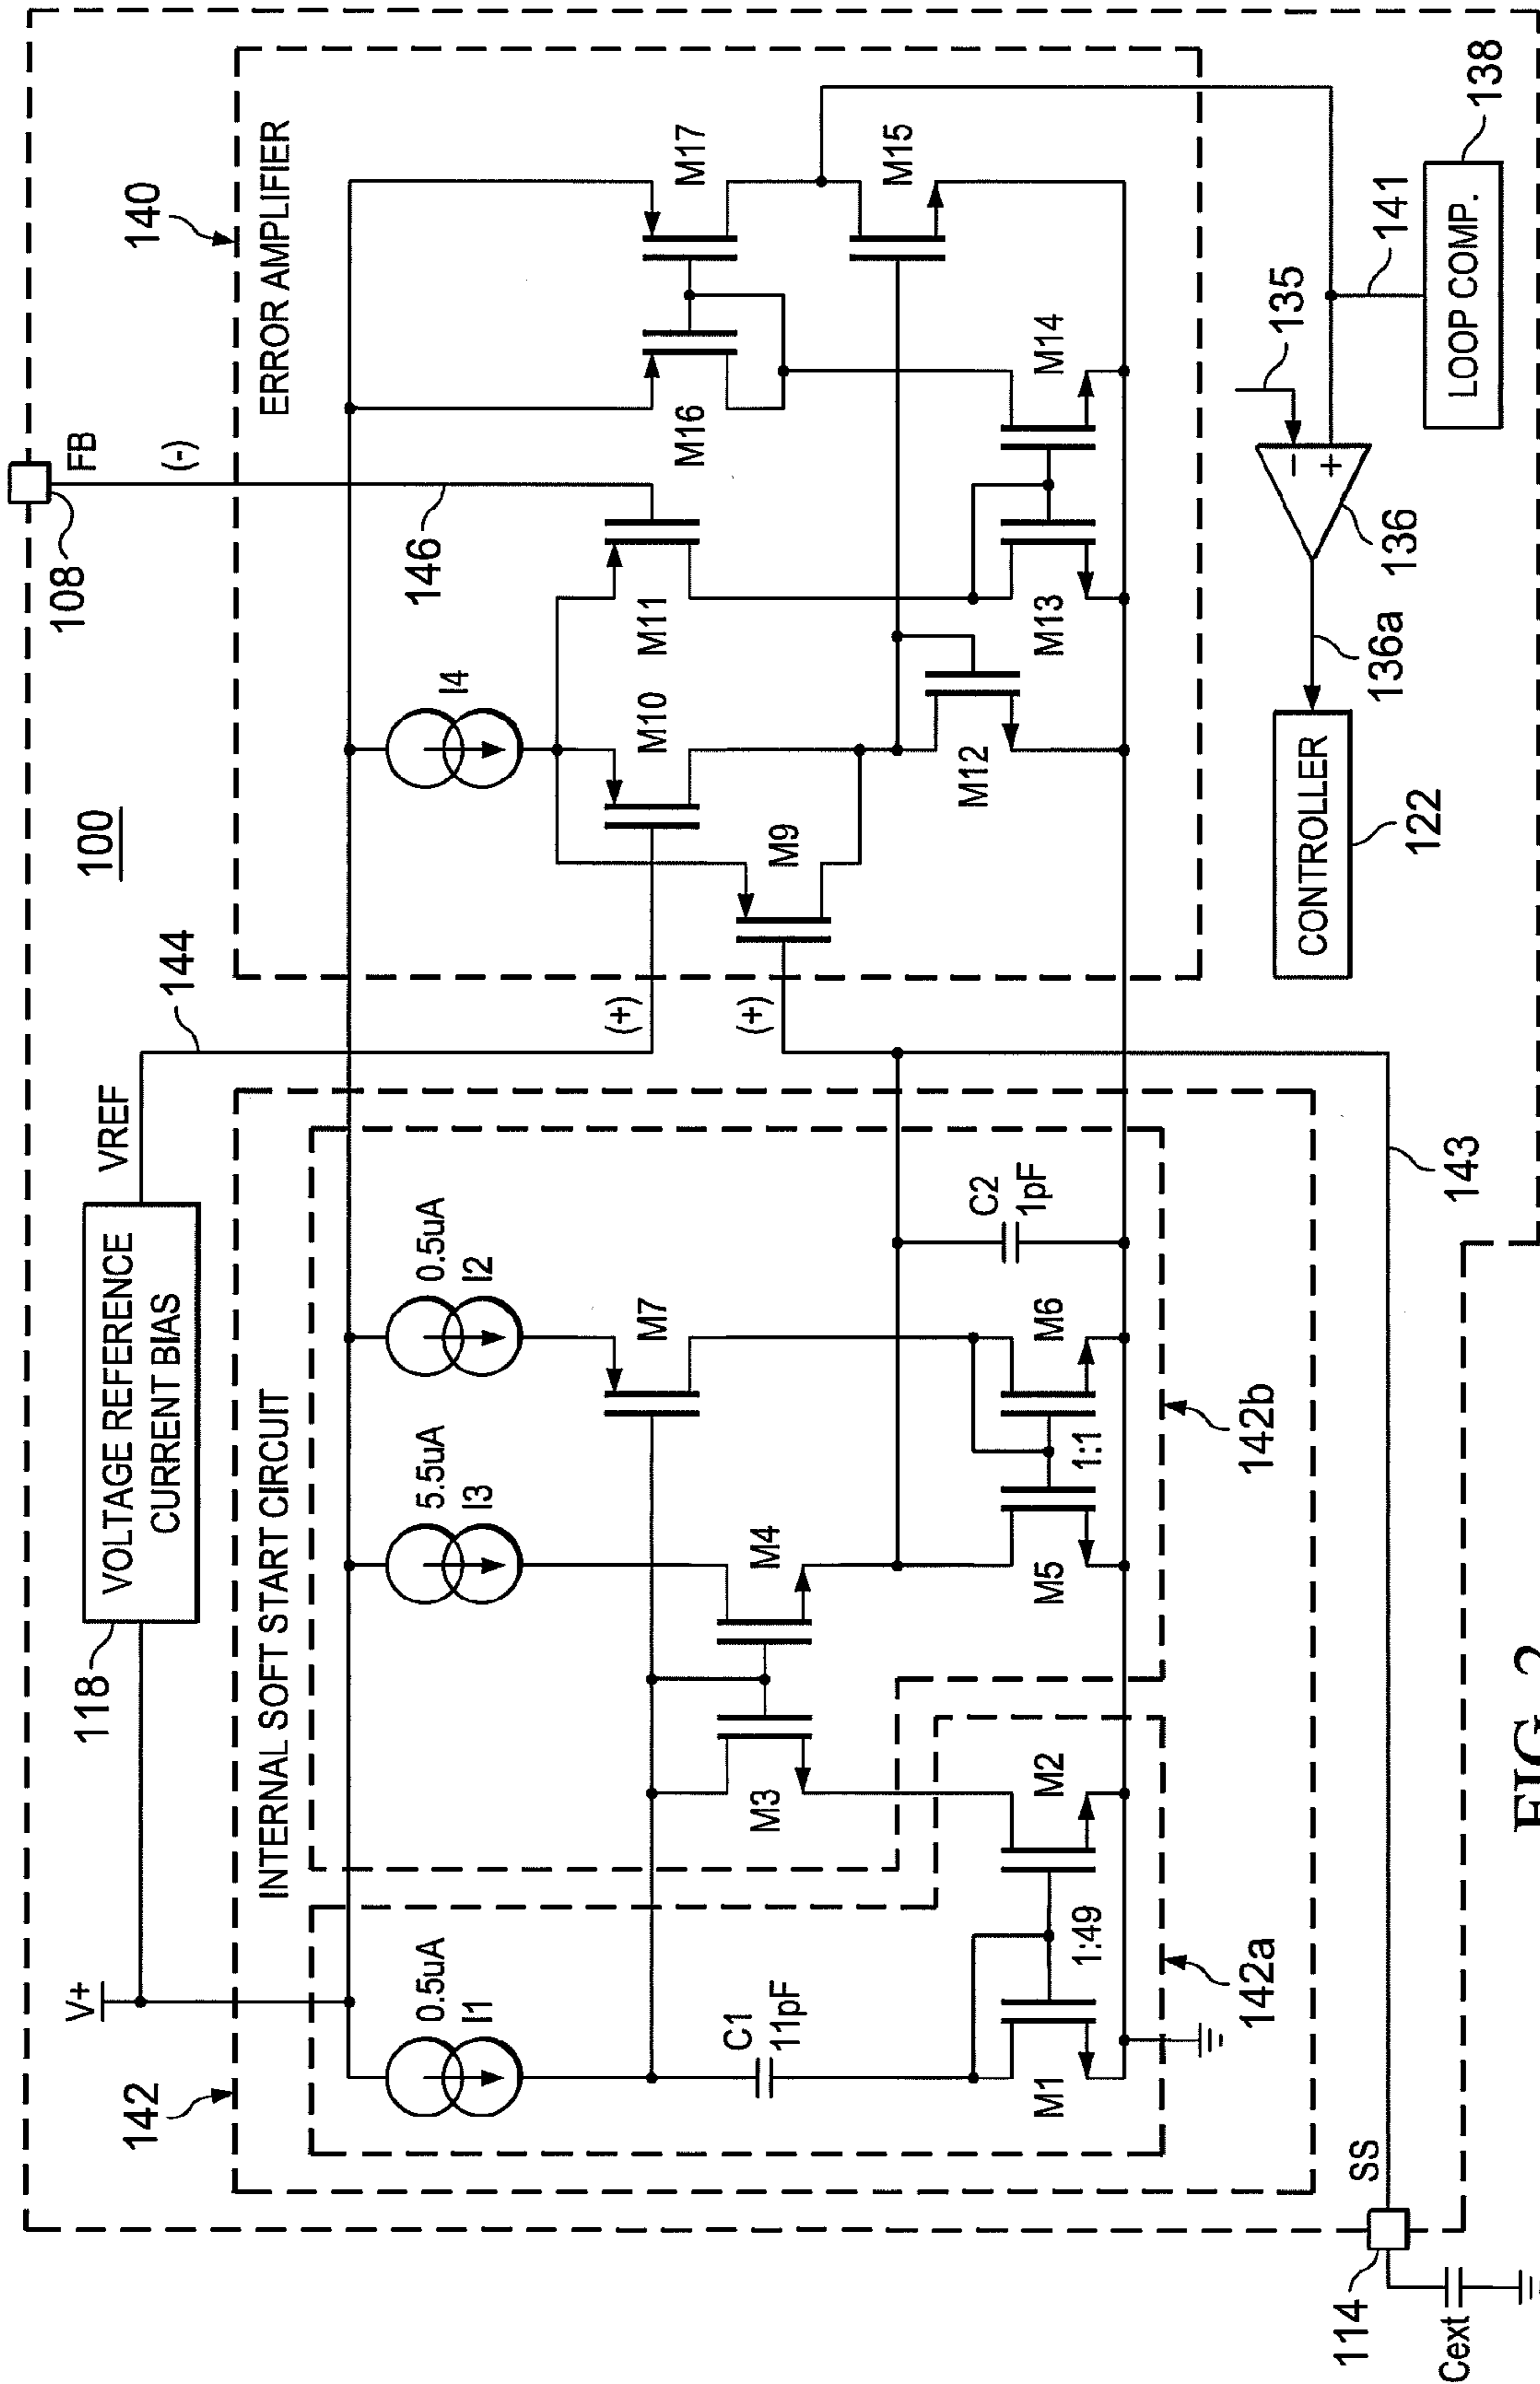 100
108
FB
(-)
140
ERROR AMPLIFIER
146
144
VREF
VOLTAGE REFERENCE
CURRENT BIAS
118
V+
142
INTERNAL SOFT START CIRCUIT
0.5uA
I1
5.5uA
I3
0.5uA
I2
I4
(+)
(+)
C1
11pF
M1
1:49
M2
M3
M4
M5
1:1
M6
M7
C2
1pF
M9
M10
M11
M12
M13
M14
M15
M16
M17
142a
142b
143
SS
114
Cext
CONTROLLER
122
136a
136
135
−
+
141
LOOP COMP.
138